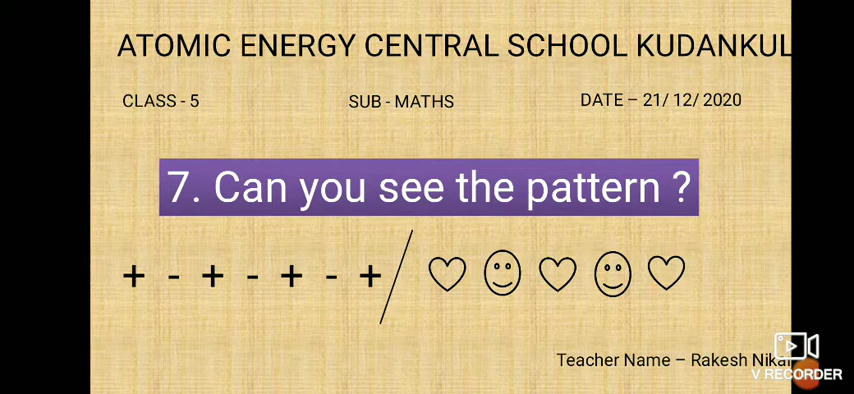 ATOMIC ENERGY CENTRAL SCHOOL KUDANKUL
CLASS - 5 SUB - MATHS DATE – 21/ 12/ 2020
7. Can you see the pattern ?
+ - + - + - +
Teacher Name – Rakesh Nikal
V RECORDER